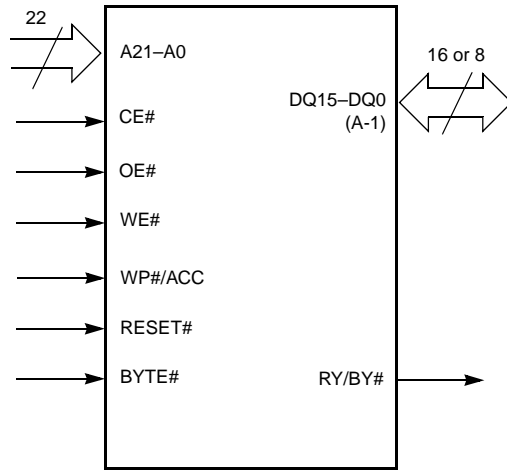 22
A21–A0
16 or 8
DQ15–DQ0
(A-1)
CE#
OE#
WE#
WP#/ACC
RESET#
BYTE#
RY/BY#